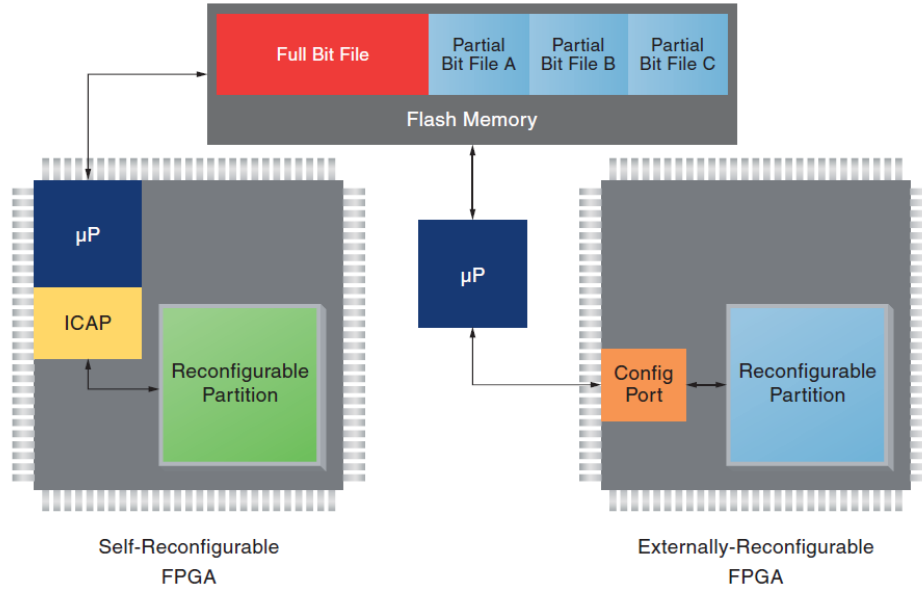 Full Bit File
Partial
Bit File A
Partial
Bit File B
Partial
Bit File C
Flash Memory
µP
ICAP
Reconfigurable
Partition
µP
Config
Port
Reconfigurable
Partition
Self-Reconfigurable
FPGA
Externally-Reconfigurable
FPGA